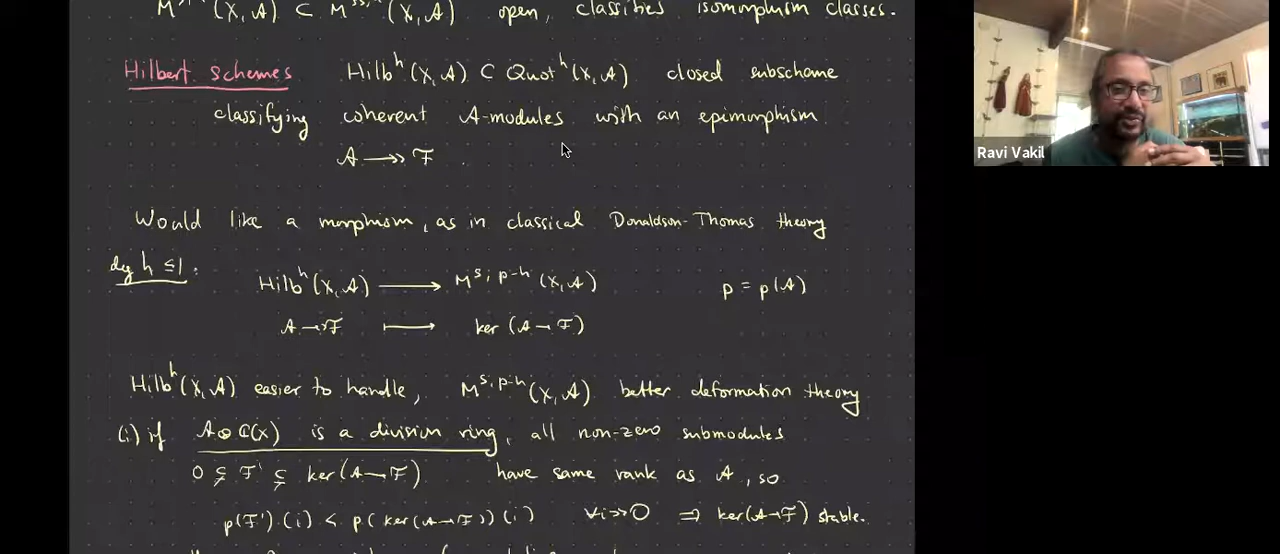 M (X, A) ⊂ M (X, A) open, classifies isomorphism classes.
Hilbert schemes Hilb^h (X, A) ⊂ Quot^h (X, A) closed subscheme
classifying coherent A-modules with an epimorphism
A ↠ F.
Would like a morphism, as in classical Donaldson-Thomas theory
deg h ≤ 1:
Hilb^h (X, A) ⟶ M^{s, p-h} (X, A) p = p(A)
A ↠ F ⟼ ker (A → F)
Hilb^h (X, A) easier to handle, M^{s, p-h} (X, A) better deformation theory
(i) if A ⊗ C(X) is a division ring, all non-zero submodules
0 ⊊ F' ⊊ ker (A → F) have same rank as A, so
p(F')(i) < p(ker(A→F))(i) ∀i>>0 ⇒ ker(A→F) stable.
Ravi Vakil